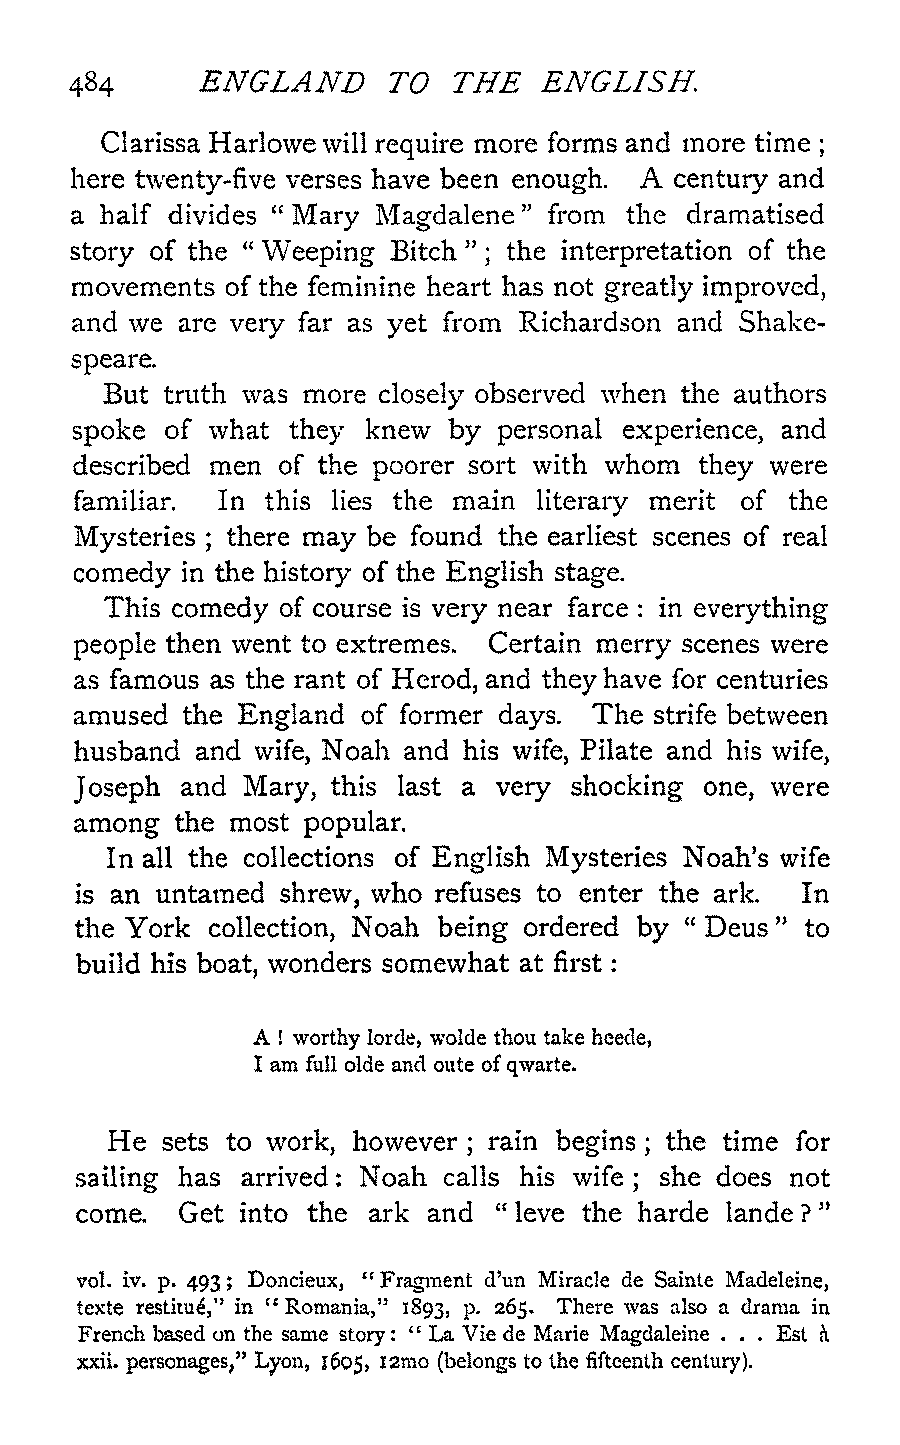 484 ENGLAND TO THE ENGLISH.
Clarissa Harlowe will require more forms and more time ;
here twenty-five verses have been enough. A century and
a half divides “ Mary Magdalene ” from the dramatised
story of the “ Weeping Bitch ” ; the interpretation of the
movements of the feminine heart has not greatly improved,
and we are very far as yet from Richardson and Shake-
speare.
But truth was more closely observed when the authors
spoke of what they knew by personal experience, and
described men of the poorer sort with whom they were
familiar. In this lies the main literary merit of the
Mysteries ; there may be found the earliest scenes of real
comedy in the history of the English stage.
This comedy of course is very near farce : in everything
people then went to extremes. Certain merry scenes were
as famous as the rant of Herod, and they have for centuries
amused the England of former days. The strife between
husband and wife, Noah and his wife, Pilate and his wife,
Joseph and Mary, this last a very shocking one, were
among the most popular.
In all the collections of English Mysteries Noah’s wife
is an untamed shrew, who refuses to enter the ark. In
the York collection, Noah being ordered by “ Deus ” to
build his boat, wonders somewhat at first :
A ! worthy lorde, wolde thou take heede,
I am full olde and oute of qwarte.
He sets to work, however ; rain begins ; the time for
sailing has arrived : Noah calls his wife ; she does not
come. Get into the ark and “ leve the harde lande ? ”
vol. iv. p. 493 ; Doncieux, “ Fragment d’un Miracle de Sainte Madeleine,
texte restitué,” in “ Romania,” 1893, p. 265. There was also a drama in
French based on the same story : “ La Vie de Marie Magdaleine . . . Est à
xxii. personages,” Lyon, 1605, 12mo (belongs to the fifteenth century).